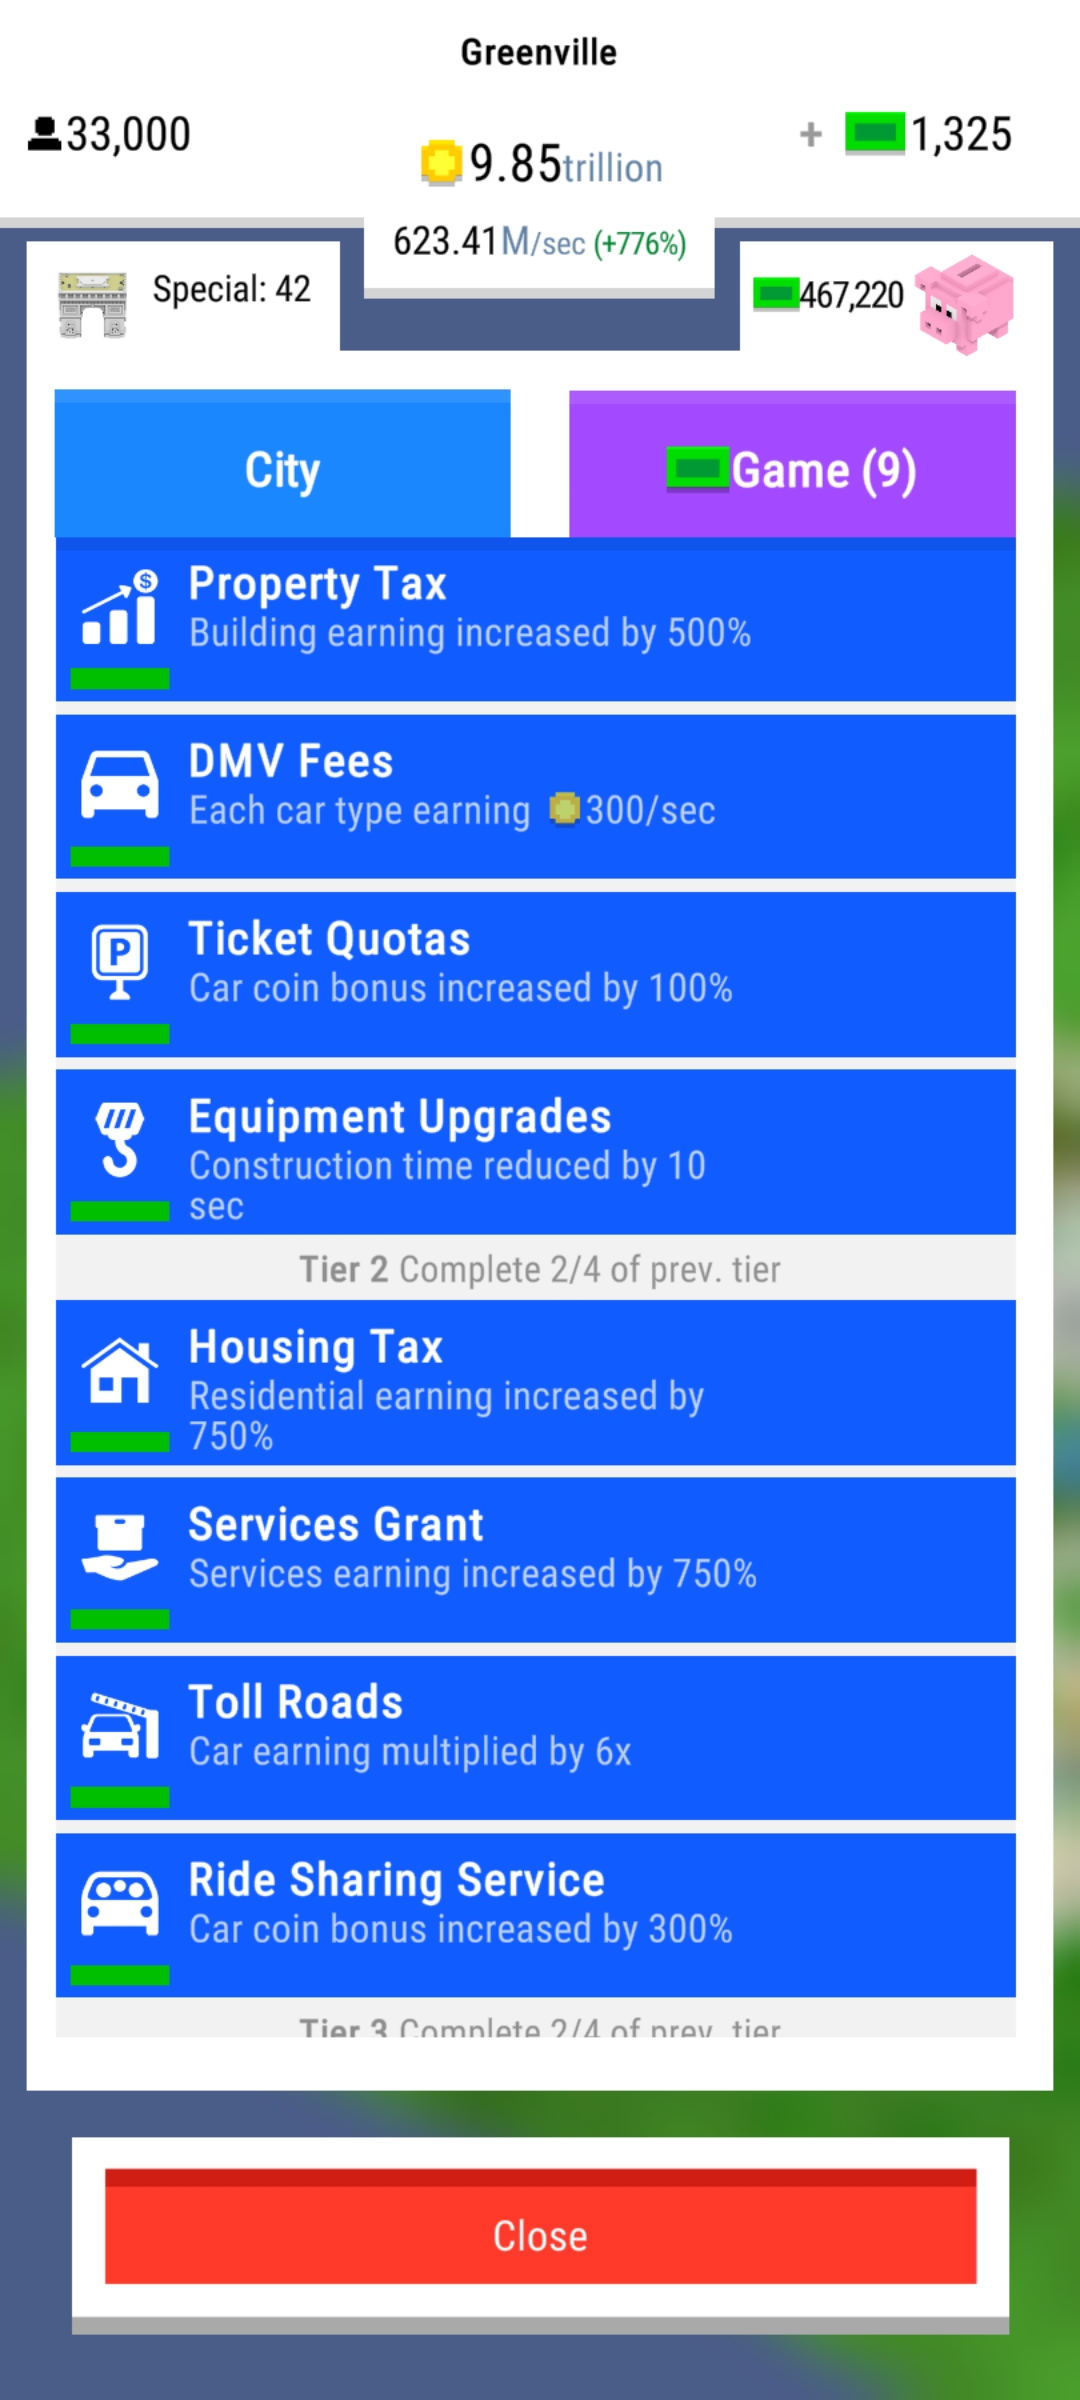 Greenville
33,000
9.85trillion
+ 1,325
623.41M/sec (+776%)
Special: 42
467,220
City
Game (9)
Property Tax
Building earning increased by 500%
DMV Fees
Each car type earning 300/sec
P
Ticket Quotas
Car coin bonus increased by 100%
Equipment Upgrades
Construction time reduced by 10
sec
Tier 2 Complete 2/4 of prev. tier
Housing Tax
Residential earning increased by
750%
Services Grant
Services earning increased by 750%
Toll Roads
Car earning multiplied by 6x
Ride Sharing Service
Car coin bonus increased by 300%
Tier 3 Complete 2/4 of prev. tier
Close